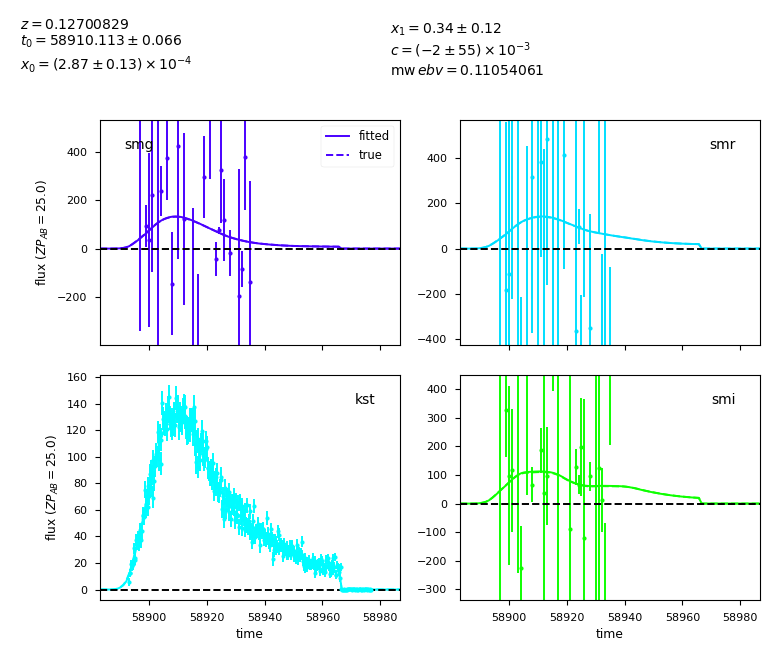 z = 0.12700829
t₀ = 58910.113 ± 0.066
x₀ = (2.87 ± 0.13) × 10⁻⁴
x₁ = 0.34 ± 0.12
c = (−2 ± 55) × 10⁻³
mw ebv = 0.11054061
smg
fitted
true
400
200
0
−200
flux (ZP_AB = 25.0)
smr
400
200
0
−200
−400
kst
160
140
120
100
80
60
40
20
0
flux (ZP_AB = 25.0)
58900 58920 58940 58960 58980
time
smi
400
300
200
100
0
−100
−200
−300
58900 58920 58940 58960 58980
time